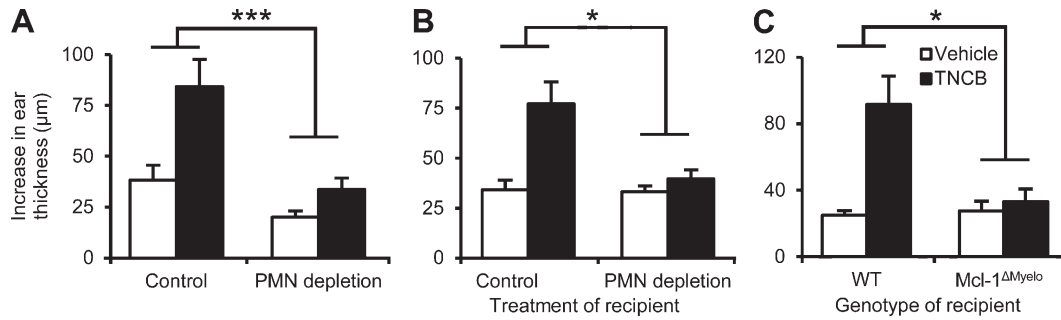 A
***
B
*
C
*
Increase in ear
thickness (μm)
100
75
50
25
0
Control
PMN depletion
100
75
50
25
0
Control
PMN depletion
Treatment of recipient
120
80
40
0
Vehicle
TNCB
WT
Mcl-1ΔMyelo
Genotype of recipient